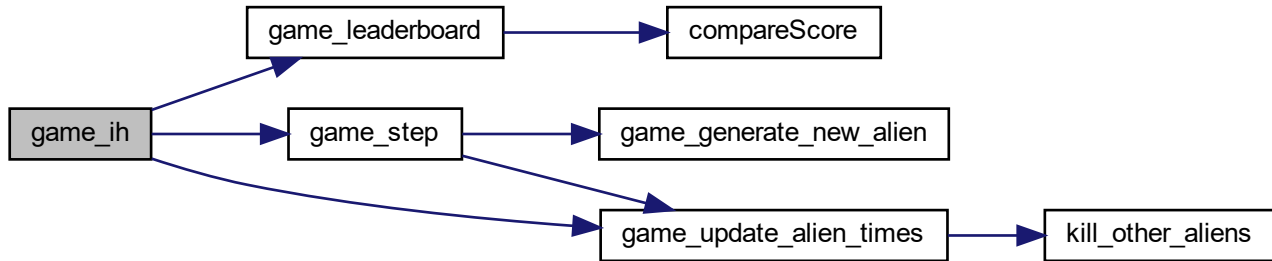 game_leaderboard
compareScore
game_ih
game_step
game_generate_new_alien
game_update_alien_times
kill_other_aliens